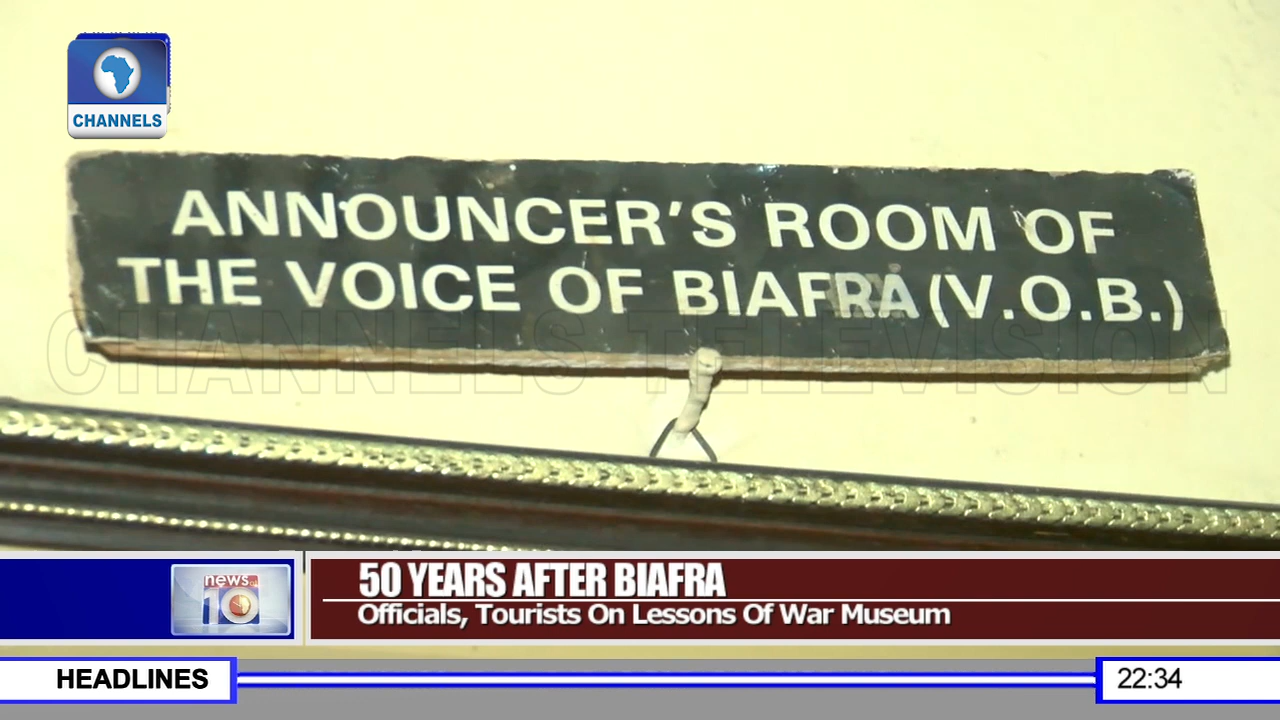 CHANNELS
ANNOUNCER'S ROOM OF
THE VOICE OF BIAFRA (V.O.B.)
CHANNELS TELEVISION
50 YEARS AFTER BIAFRA
Officials, Tourists On Lessons Of War Museum
news at
10
HEADLINES
22:34